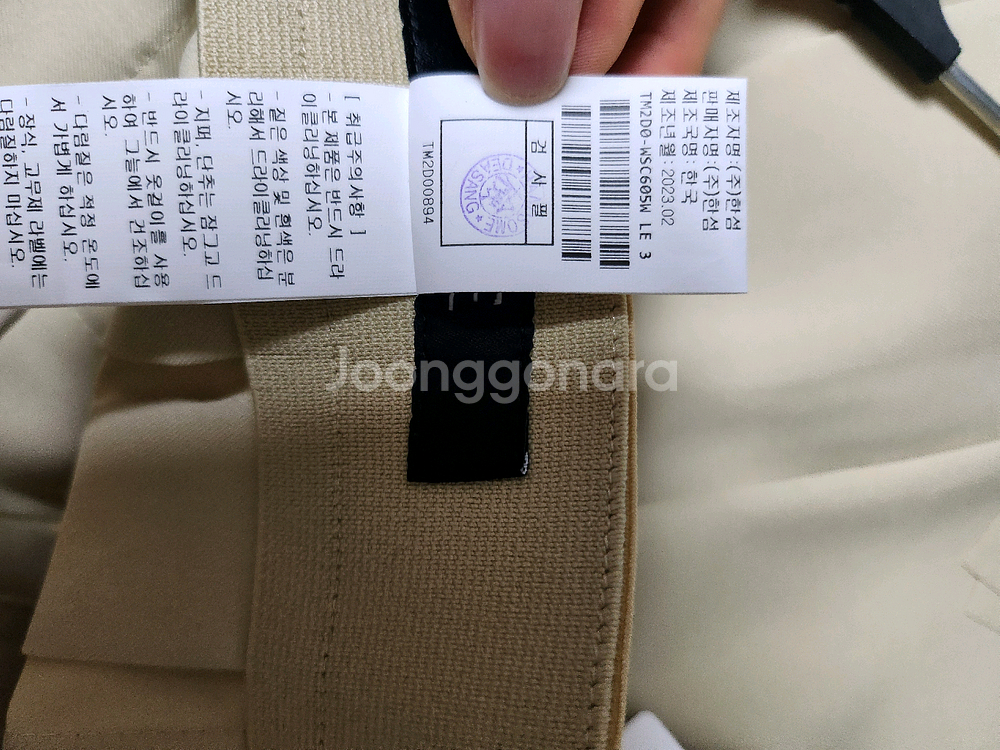 제조자명:(주)한섬
판매자명:(주)한섬
제조국명:한국
제조년월:2023.02
TM2D0-WSC605W LE 3
검사필
DEASANG
TM2D00894
[ 취급주의사항 ]
- 본 제품은 반드시 드라
이클리닝하십시오.
- 짙은 색상 및 흰색은 분
리해서 드라이클리닝하십
시오.
- 지퍼, 단추는 잠그고 드
라이클리닝하십시오.
- 반드시 옷걸이를 사용
하여 그늘에서 건조하십
시오.
- 다림질은 적정 온도에
서 가볍게 하십시오.
- 장식, 고무제 라벨에는
다림질하지 마십시오.
Joonggonara